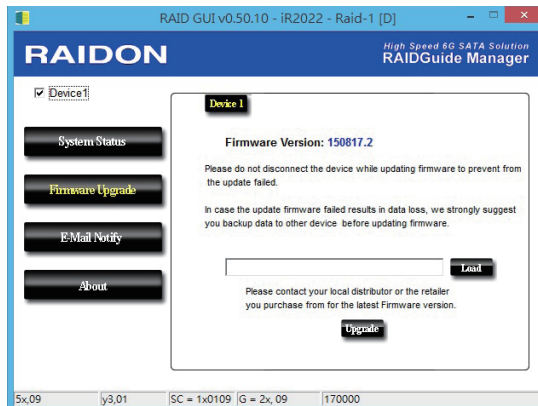 RAID GUI v0.50.10 - iR2022 - Raid-1 [D]
RAIDON
High Speed 6G SATA Solution
RAIDGuide Manager
Device1
Device 1
System Status
Firmware Upgrade
E-Mail Notify
About
Firmware Version: 150817.2
Please do not disconnect the device while updating firmware to prevent from
the update failed.
In case the update firmware failed results in data loss, we strongly suggest
you backup data to other device before updating firmware.
Load
Please contact your local distributor or the retailer
you purchase from for the latest Firmware version.
Upgrade
5x,09 y3,01 SC = 1x0109 G = 2x, 09 170000